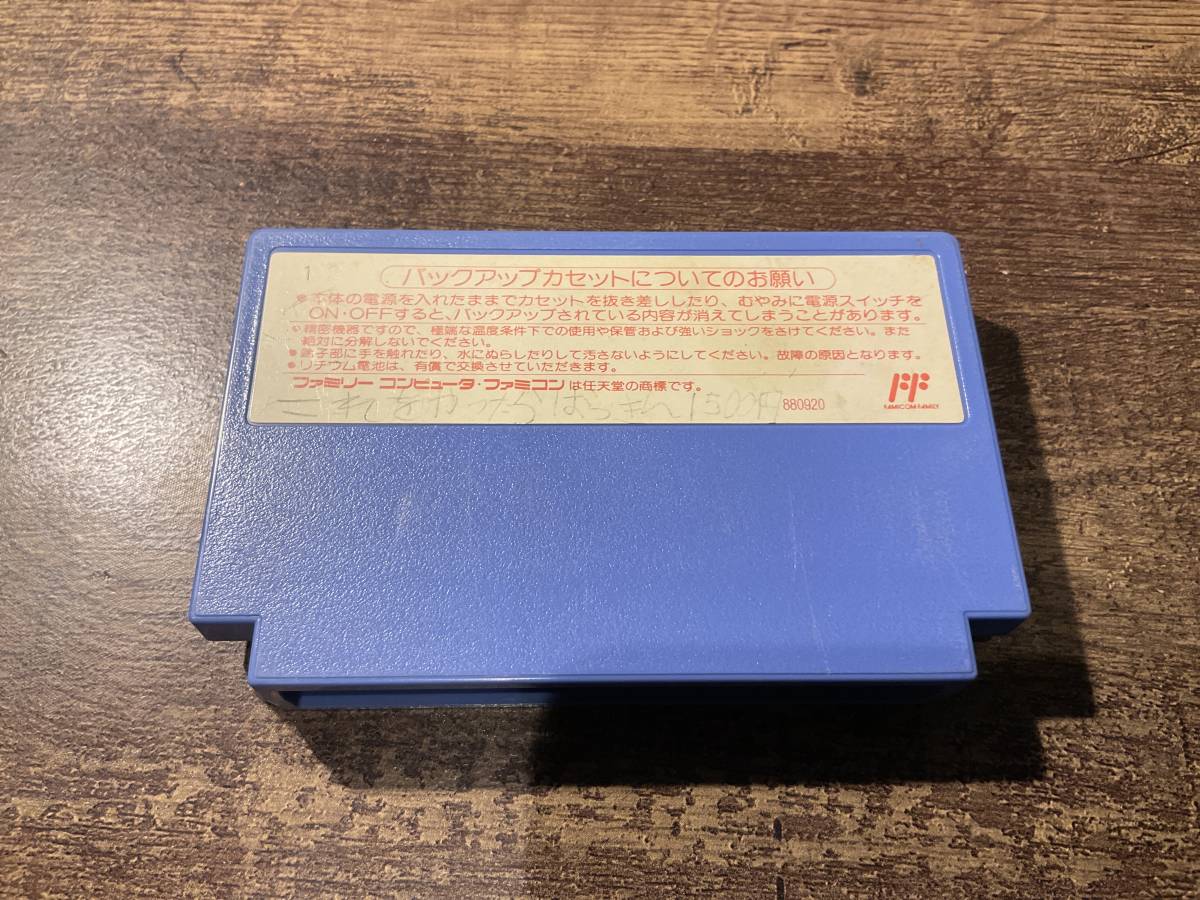 1
バックアップカセットについてのお願い
●本体の電源を入れたままでカセットを抜き差ししたり、むやみに電源スイッチを
ON・OFFすると、バックアップされている内容が消えてしまうことがあります。
●精密機器ですので、極端な温度条件下での使用や保管および強いショックをさけてください。また
絶対に分解しないでください。
●端子部に手を触れたり、水にぬらしたりして汚さないようにしてください。故障の原因となります。
●リチウム電池は、有償で交換させていただきます。
ファミリー コンピュータ・ファミコンは任天堂の商標です。
これをやったらばっきん1500円
880920
FF
FAMICOM FAMILY